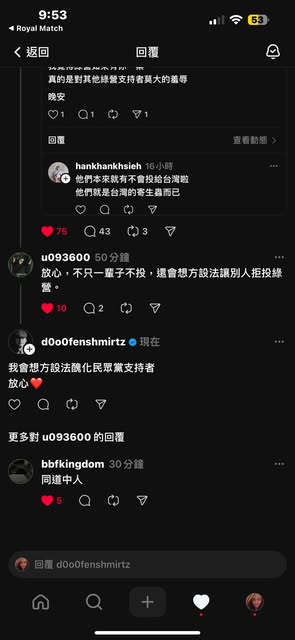 9:53
53
◀ Royal Match
返回
回覆
真的是對其他綠營支持者莫大的羞辱
晚安
1 1 1
回覆
查看動態
hankhankhsieh 16小時
他們本來就有不會投給台灣啦
他們就是台灣的寄生蟲而已
75 43 3
u093600 50分鐘
放心，不只一輩子不投，還會想方設法讓別人拒投綠
營。
10 2
d0o0fenshmirtz 現在
我會想方設法醜化民眾黨支持者
放心❤️
更多對 u093600 的回覆
bbfkingdom 30分鐘
同道中人
5
回覆 d0o0fenshmirtz